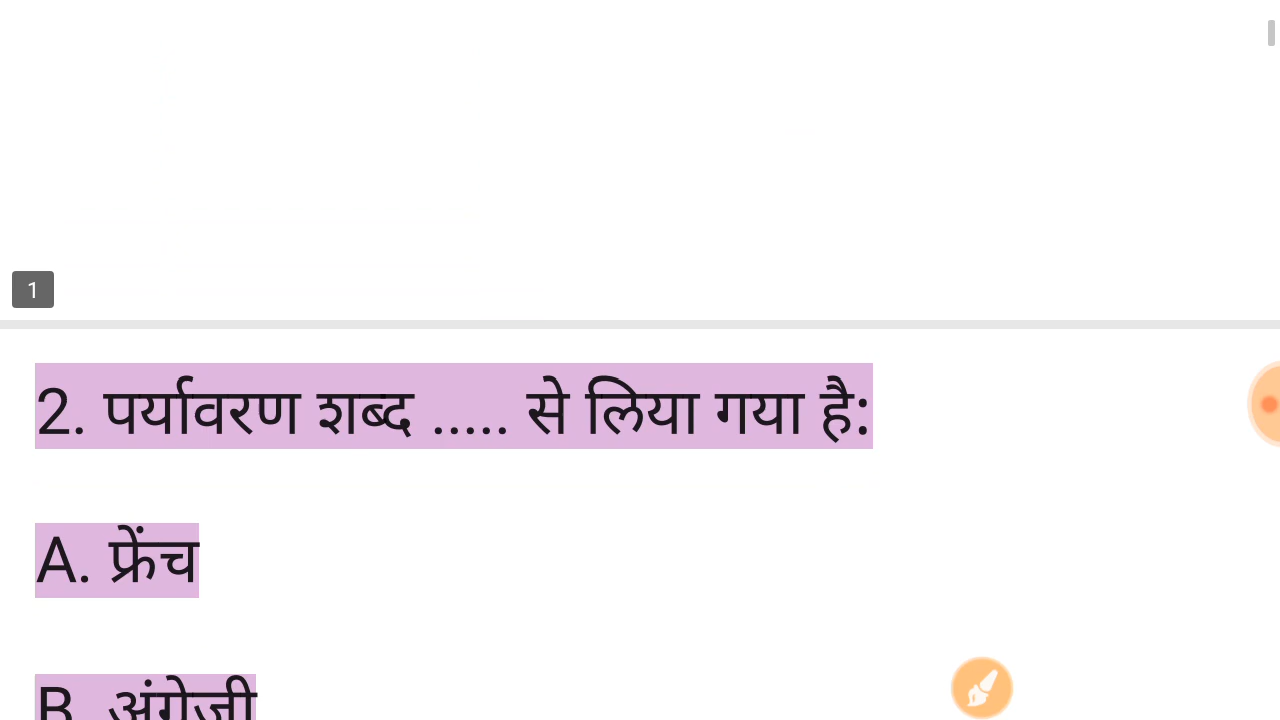 1
2. पर्यावरण शब्द ..... से लिया गया है:
A. फ्रेंच
B. अंग्रेजी